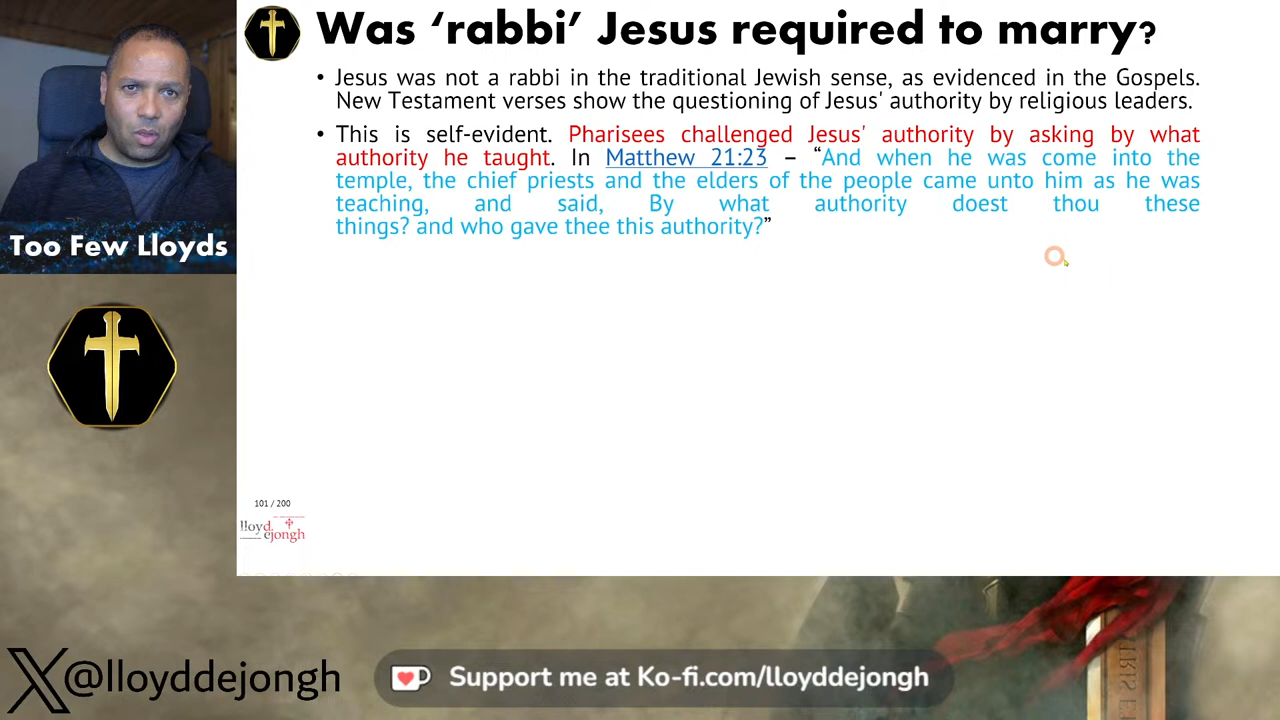 Was ‘rabbi’ Jesus required to marry?
• Jesus was not a rabbi in the traditional Jewish sense, as evidenced in the Gospels.
New Testament verses show the questioning of Jesus' authority by religious leaders.
• This is self-evident. Pharisees challenged Jesus' authority by asking by what
authority he taught. In Matthew 21:23 – “And when he was come into the
temple, the chief priests and the elders of the people came unto him as he was
teaching, and said, By what authority doest thou these
things? and who gave thee this authority?”
Too Few Lloyds
101 / 200
lloyd
ejongh
@lloyddejongh
Support me at Ko-fi.com/lloyddejongh